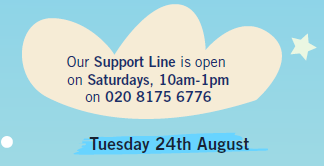 Our Support Line is open
on Saturdays, 10am-1pm
on 020 8175 6776
Tuesday 24th August